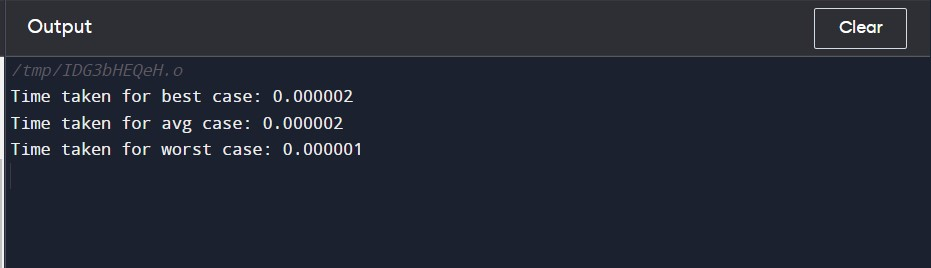 Output
Clear
/tmp/IDG3bHEQeH.o
Time taken for best case: 0.000002
Time taken for avg case: 0.000002
Time taken for worst case: 0.000001